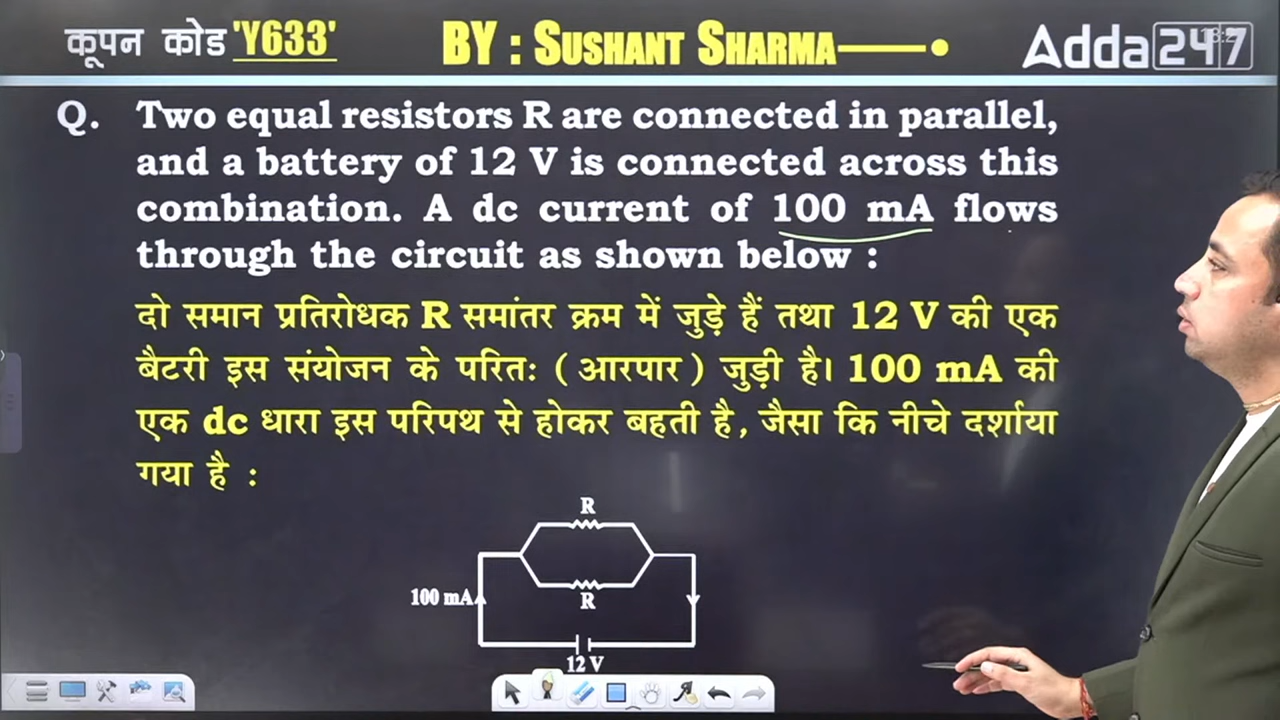 कूपन कोड 'Y633' BY : SUSHANT SHARMA Adda247
Q. Two equal resistors R are connected in parallel,
and a battery of 12 V is connected across this
combination. A dc current of 100 mA flows
through the circuit as shown below :
दो समान प्रतिरोधक R समांतर क्रम में जुड़े हैं तथा 12 V की एक
बैटरी इस संयोजन के परितः ( आरपार ) जुड़ी है। 100 mA की
एक dc धारा इस परिपथ से होकर बहती है, जैसा कि नीचे दर्शाया
गया है :
R
100 mA
R
12 V